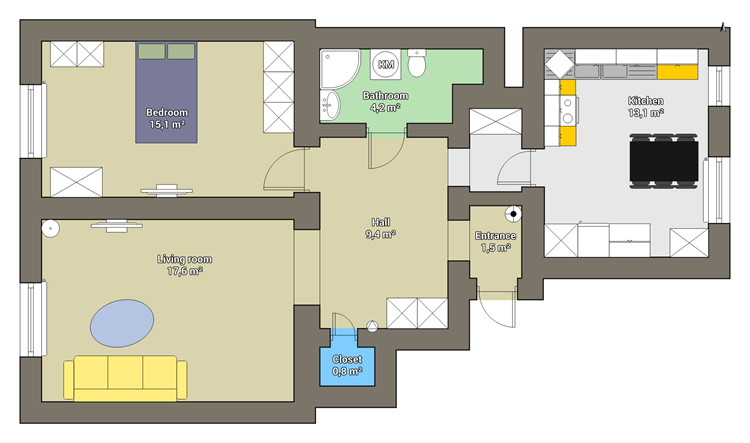 Bedroom
15,1 m²
KM
Bathroom
4,2 m²
Kitchen
13,1 m²
Hall
9,4 m²
Entrance
1,5 m²
Living room
17,6 m²
Closet
0,8 m²